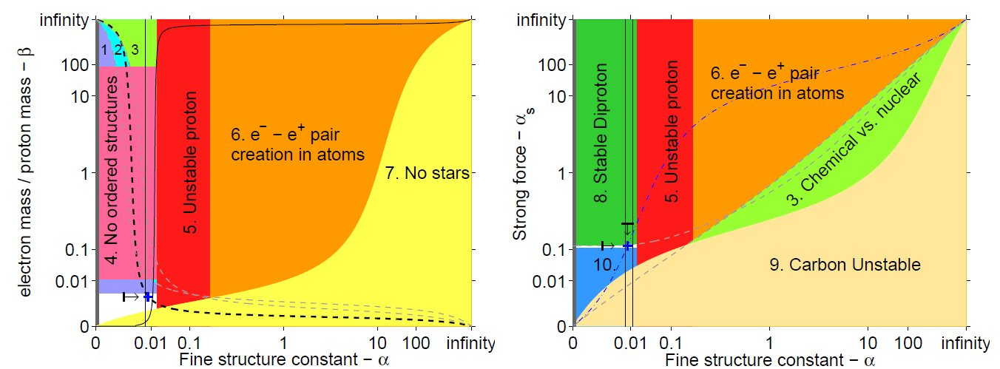 infinity
100
10
1
0.1
0.01
0
electron mass / proton mass − β
1
2
3
4. No ordered structures
5. Unstable proton
6. e⁻ − e⁺ pair
creation in atoms
7. No stars
0
0.01
0.1
1
10
100
infinity
Fine structure constant − α
infinity
100
10
1
0.1
0.01
0
Strong force − αₛ
8. Stable Diproton
5. Unstable proton
6. e⁻ − e⁺ pair
creation in atoms
3. Chemical vs. nuclear
10.
9. Carbon Unstable
0
0.01
0.1
1
10
100
infinity
Fine structure constant − α